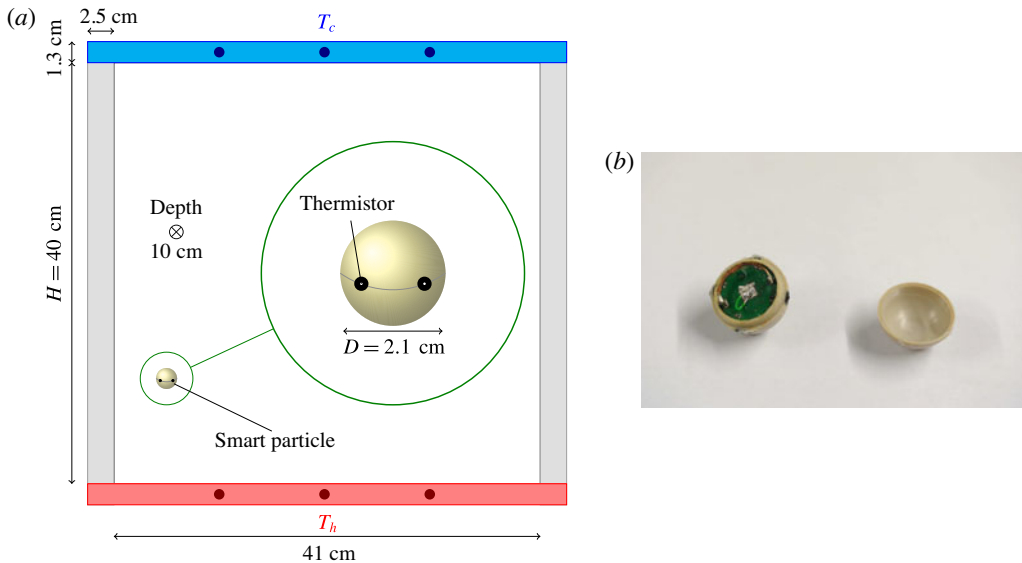 (a)
2.5 cm
T_c
1.3 cm
H = 40 cm
Depth
⊗
10 cm
Thermistor
D = 2.1 cm
Smart particle
T_h
41 cm
(b)